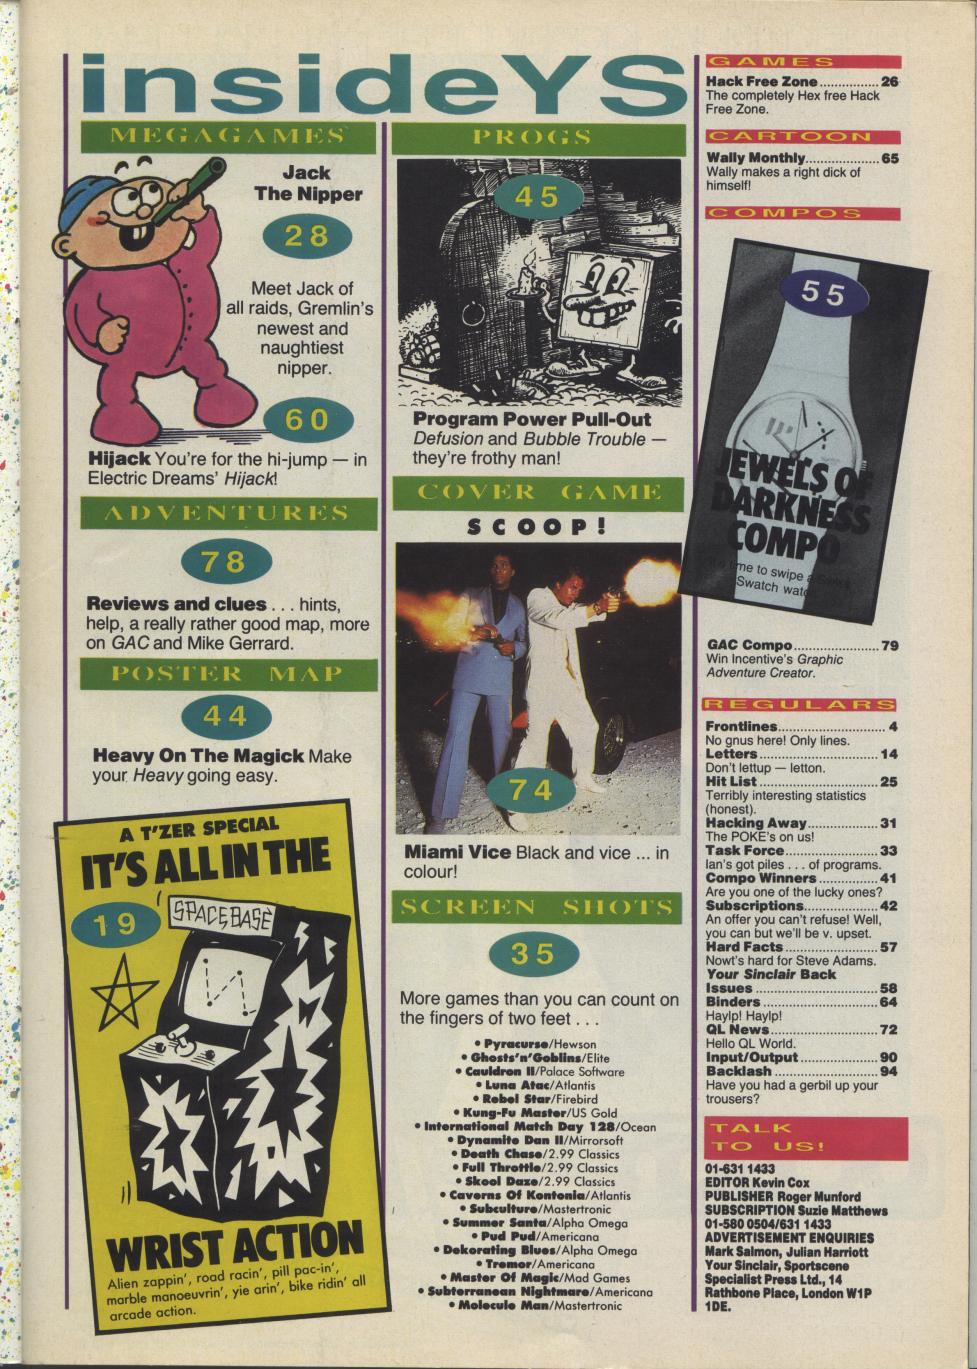 insideYS
MEGAGAMES
Jack
The Nipper
28
Meet Jack of
all raids, Gremlin's
newest and
naughtiest
nipper.
60
Hijack You're for the hi-jump — in
Electric Dreams' Hijack!
ADVENTURES
78
Reviews and clues . . . hints,
help, a really rather good map, more
on GAC and Mike Gerrard.
POSTER MAP
44
Heavy On The Magick Make
your Heavy going easy.
A T'ZER SPECIAL
IT'S ALL IN THE
19
SPACEBASE
WRIST ACTION
Alien zappin', road racin', pill pac-in',
marble manoeuvrin', yie arin', bike ridin' all
arcade action.
PROGS
45
Program Power Pull-Out
Defusion and Bubble Trouble —
they're frothy man!
COVER GAME
SCOOP!
74
Miami Vice Black and vice ... in
colour!
SCREEN SHOTS
35
More games than you can count on
the fingers of two feet . . .
• Pyracurse/Hewson
• Ghosts'n'Goblins/Elite
• Cauldron II/Palace Software
• Luna Atac/Atlantis
• Rebel Star/Firebird
• Kung-Fu Master/US Gold
• International Match Day 128/Ocean
• Dynamite Dan II/Mirrorsoft
• Death Chase/2.99 Classics
• Full Throttle/2.99 Classics
• Skool Daze/2.99 Classics
• Caverns Of Kontonia/Atlantis
• Subculture/Mastertronic
• Summer Santa/Alpha Omega
• Pud Pud/Americana
• Dekorating Blues/Alpha Omega
• Tremor/Americana
• Master Of Magic/Mad Games
• Subterranean Nightmare/Americana
• Molecule Man/Mastertronic
GAMES
Hack Free Zone ................ 26
The completely Hex free Hack
Free Zone.
CARTOON
Wally Monthly.................... 65
Wally makes a right dick of
himself!
COMPOS
55
JEWELS OF
DARKNESS
COMPO
time to swipe a
Swatch
GAC Compo ....................... 79
Win Incentive's Graphic
Adventure Creator.
REGULARS
Frontlines............................. 4
No gnus here! Only lines.
Letters ................................ 14
Don't lettup — letton.
Hit List ................................ 25
Terribly interesting statistics
(honest).
Hacking Away..................... 31
The POKE's on us!
Task Force .......................... 33
Ian's got piles . . . of programs.
Compo Winners ................. 41
Are you one of the lucky ones?
Subscriptions..................... 42
An offer you can't refuse! Well,
you can but we'll be v. upset.
Hard Facts .......................... 57
Nowt's hard for Steve Adams.
Your Sinclair Back
Issues ................................. 58
Binders ............................... 64
Haylp! Haylp!
QL News ............................. 72
Hello QL World.
Input/Output ...................... 90
Backlash ............................. 94
Have you had a gerbil up your
trousers?
TALK
TO US!
01-631 1433
EDITOR Kevin Cox
PUBLISHER Roger Munford
SUBSCRIPTION Suzie Matthews
01-580 0504/631 1433
ADVERTISEMENT ENQUIRIES
Mark Salmon, Julian Harriott
Your Sinclair, Sportscene
Specialist Press Ltd., 14
Rathbone Place, London W1P
1DE.